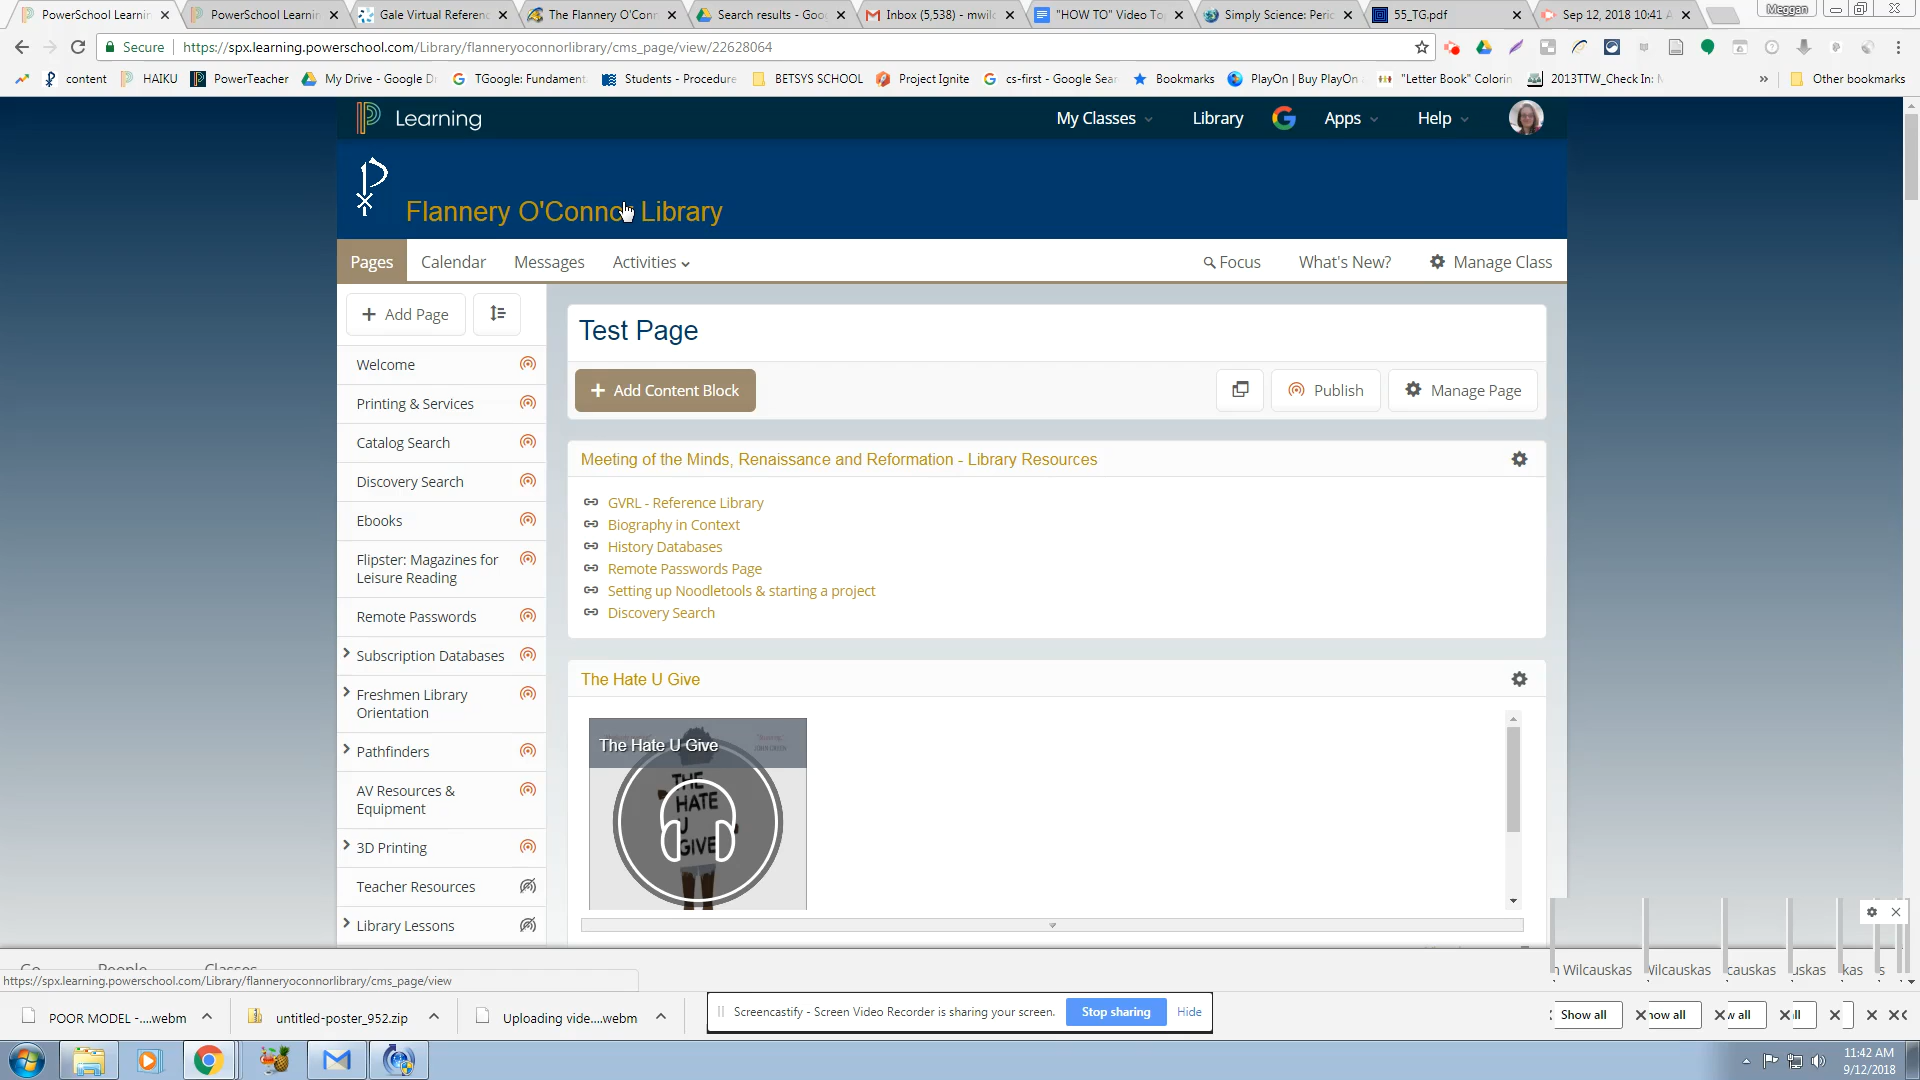 PowerSchool Learnin
PowerSchool Learnin
Gale Virtual Referenc
The Flannery O'Conn
Search results - Goo
Inbox (5,538) - mwil
"HOW TO" Video To
Simply Science: Peri
55_TG.pdf
Sep 12, 2018 10:41
Meggan
Secure
https://spx.learning.powerschool.com/Library/flanneryoconnorlibrary/cms_page/view/22628064
content
HAIKU
PowerTeacher
My Drive - Google D
TGoogle: Fundament
Students - Procedure
BETSYS SCHOOL
Project Ignite
cs-first - Google Sea
Bookmarks
PlayOn | Buy PlayOn
"Letter Book" Colorin
2013TTW_Check In:
»
Other bookmarks
Learning
My Classes
Library
Apps
Help
Flannery O'Connor Library
Pages
Calendar
Messages
Activities
Focus
What's New?
Manage Class
+ Add Page
Test Page
Welcome
+ Add Content Block
Publish
Manage Page
Printing & Services
Catalog Search
Discovery Search
Ebooks
Flipster: Magazines for
Leisure Reading
Remote Passwords
Subscription Databases
Freshmen Library
Orientation
Pathfinders
AV Resources &
Equipment
3D Printing
Teacher Resources
Library Lessons
Meeting of the Minds, Renaissance and Reformation - Library Resources
GVRL - Reference Library
Biography in Context
History Databases
Remote Passwords Page
Setting up Noodletools & starting a project
Discovery Search
The Hate U Give
The Hate U Give
THE
HATE
U
GIVE
People
Classes
Wilcauskas
https://spx.learning.powerschool.com/Library/flanneryoconnorlibrary/cms_page/view
POOR MODEL -....webm
untitled-poster_952.zip
Uploading vide....webm
Screencastify - Screen Video Recorder is sharing your screen.
Stop sharing
Hide
Show all
11:42 AM
9/12/2018